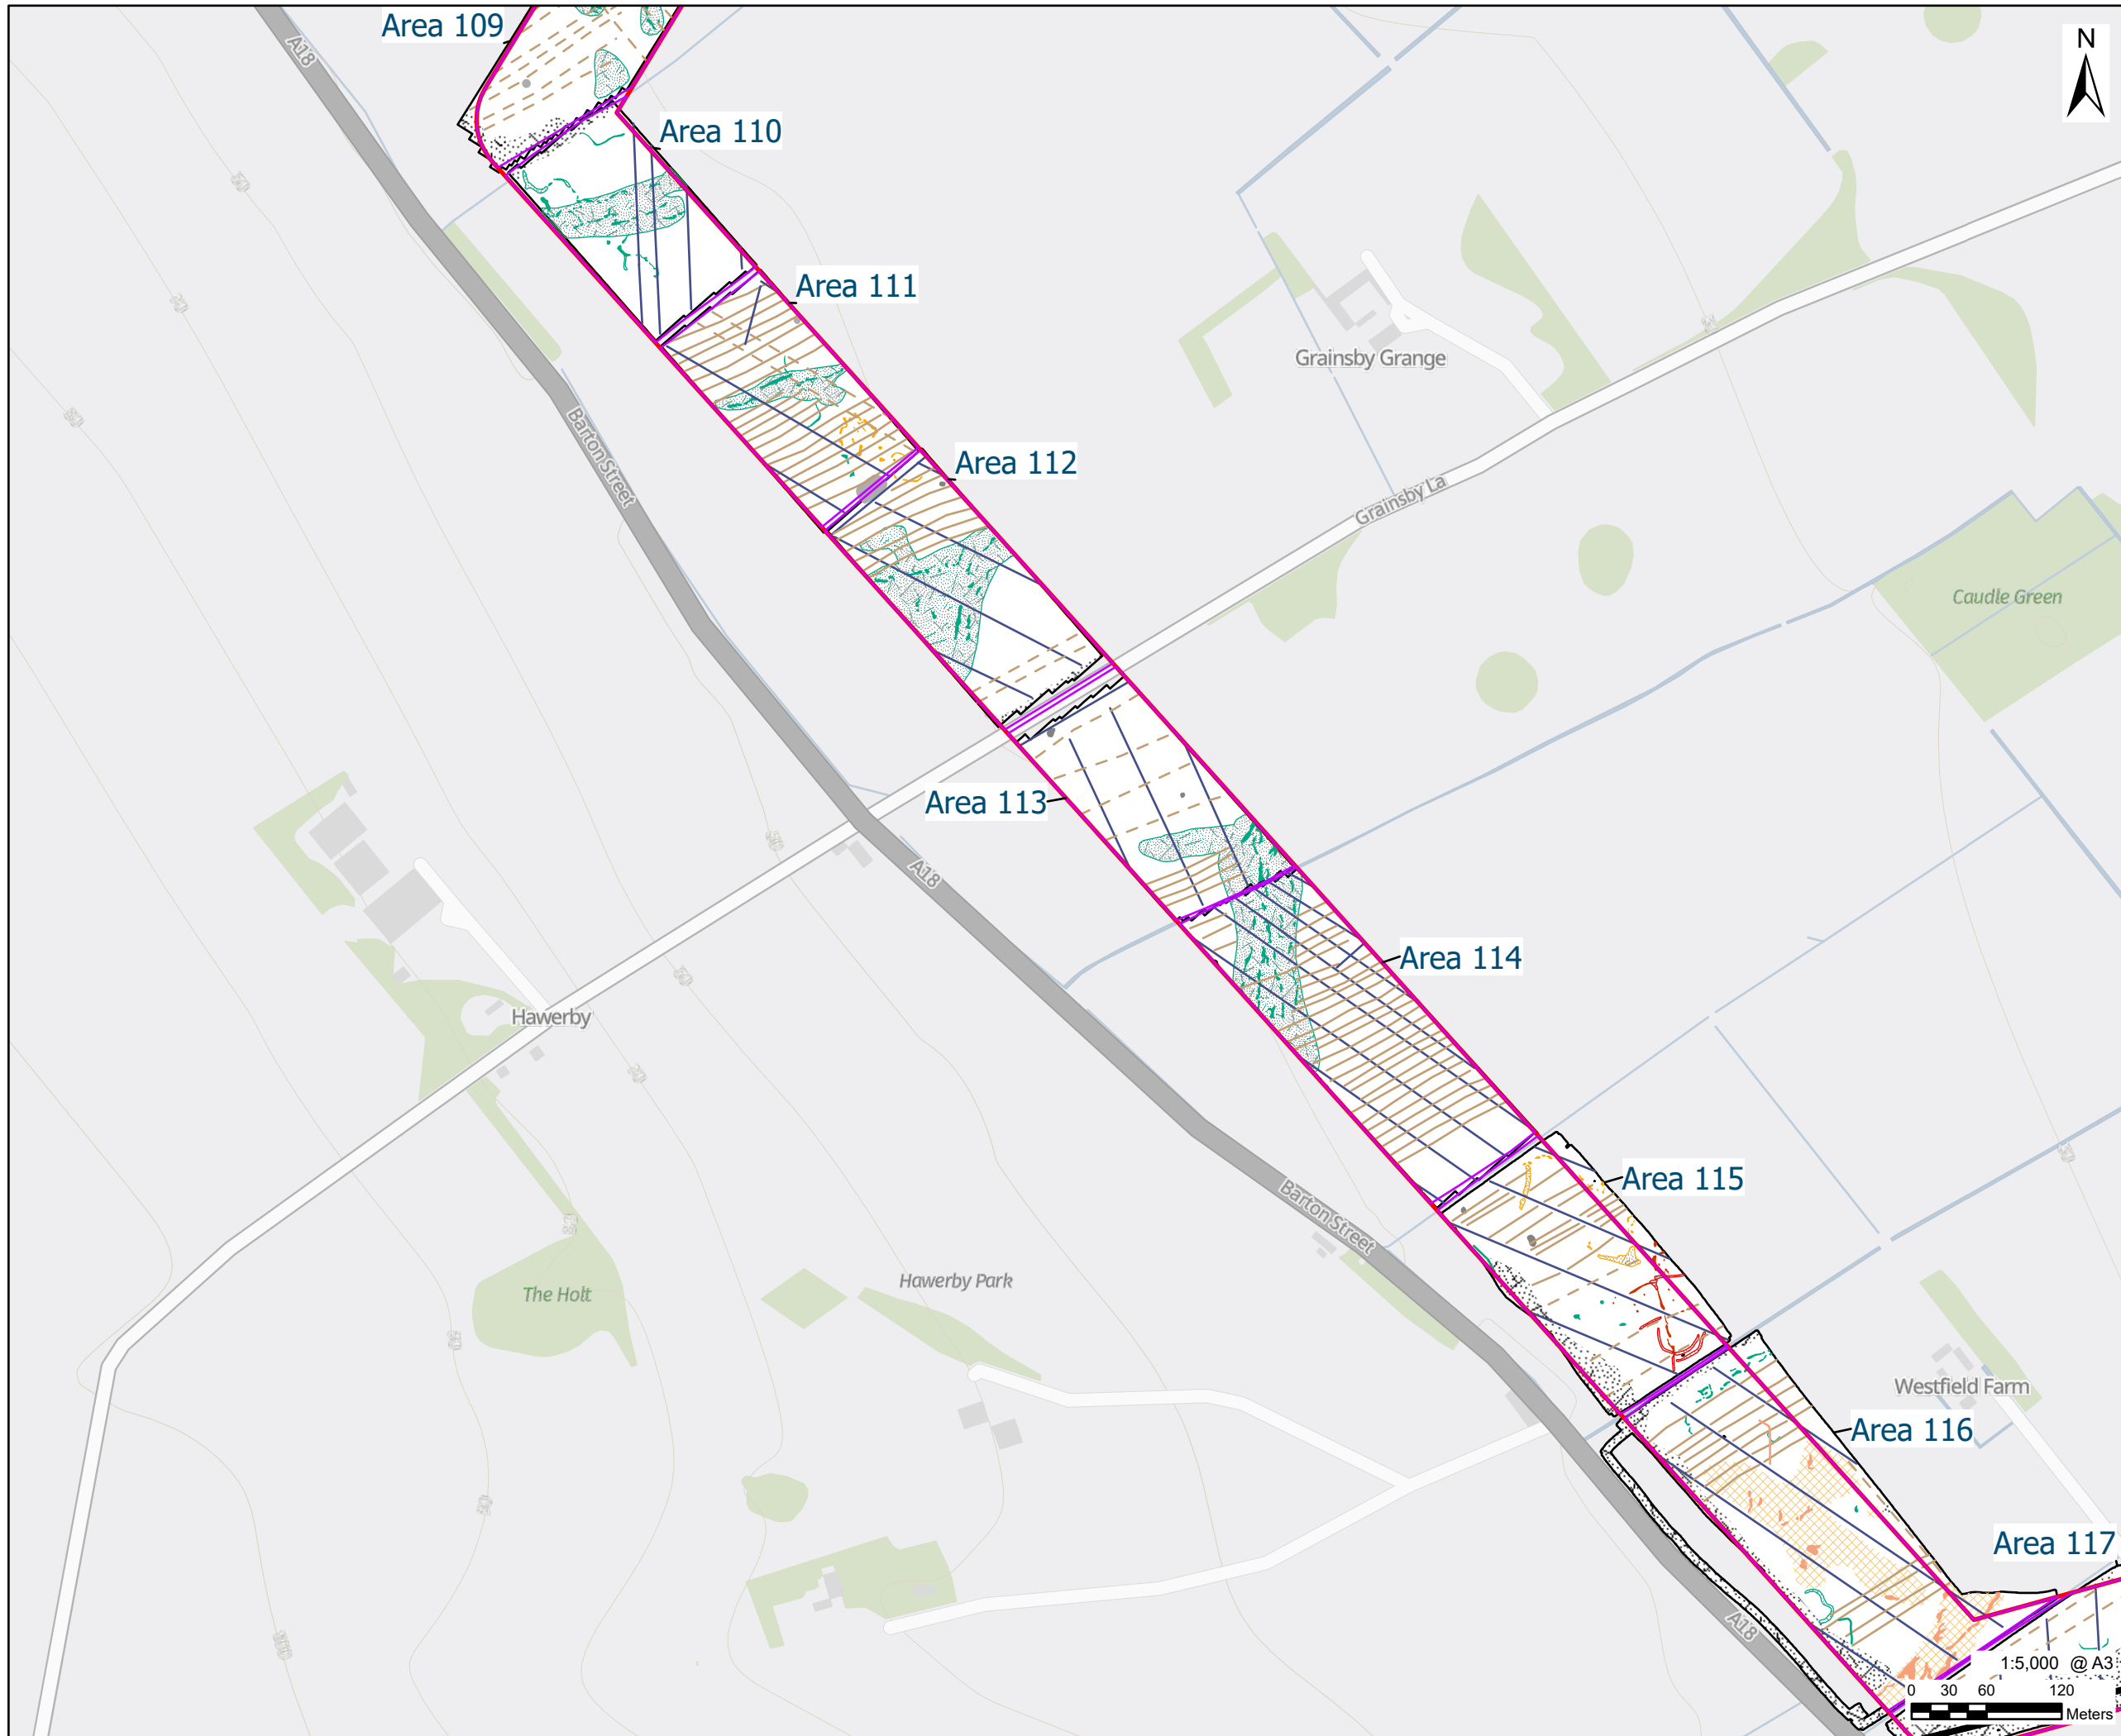 Area 109
N
A18
Area 110
Area 111
Grainsby Grange
Barton Street
Area 112
Grainsby La
Caudle Green
Area 113
A18
Area 114
Hawerby
Area 115
Barton Street
Hawerby Park
The Holt
Westfield Farm
Area 116
Area 117
A18
1:5,000 @ A3
0 30 60 120
Meters